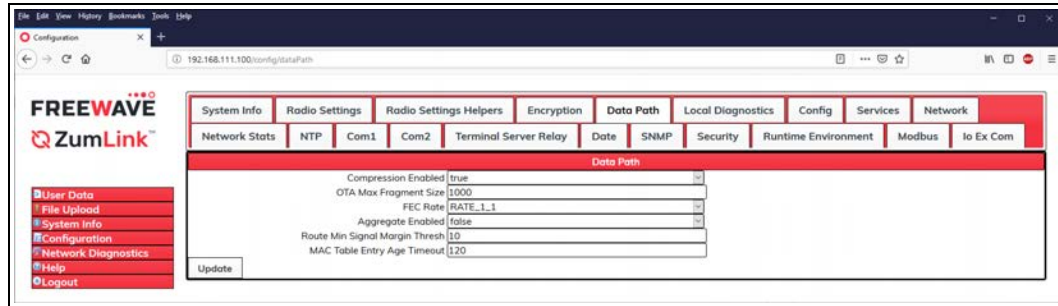 File Edit View History Bookmarks Tools Help
Configuration
192.168.111.100/config/dataPath
FREEWAVE
ZumLink™
System Info Radio Settings Radio Settings Helpers Encryption Data Path Local Diagnostics Config Services Network
Network Stats NTP Com1 Com2 Terminal Server Relay Date SNMP Security Runtime Environment Modbus Io Ex Com
Data Path
Compression Enabled true
OTA Max Fragment Size 1000
FEC Rate RATE_1_1
Aggregate Enabled false
Route Min Signal Margin Thresh 10
MAC Table Entry Age Timeout 120
Update
User Data
File Upload
System Info
Configuration
Network Diagnostics
Help
Logout